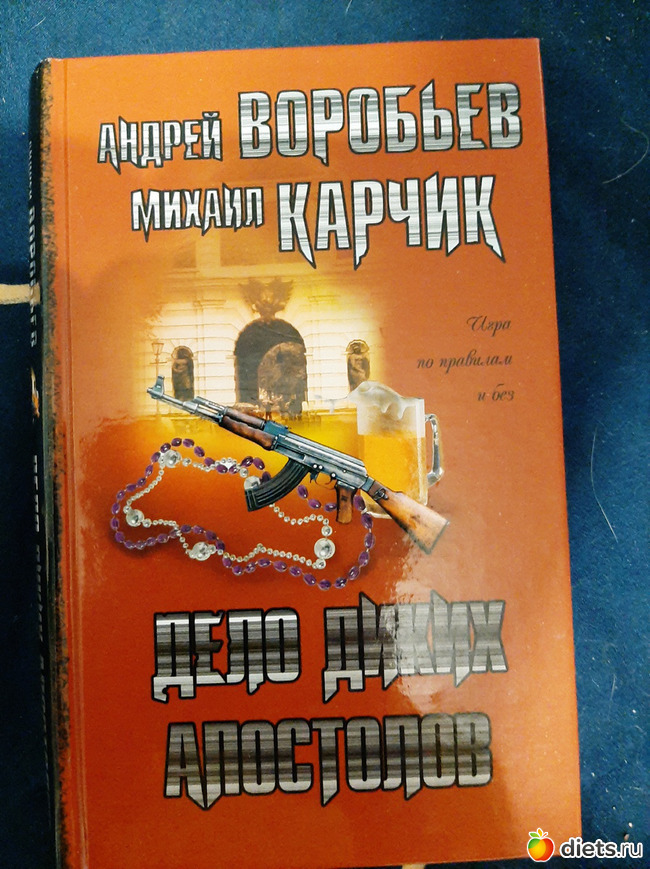 АНДРЕЙ ВОРОБЬЕВ
МИХАИЛ КАРЧИК
Игра
по правилам
и без
ДЕЛО ДИКИХ
АПОСТОЛОВ
diets.ru